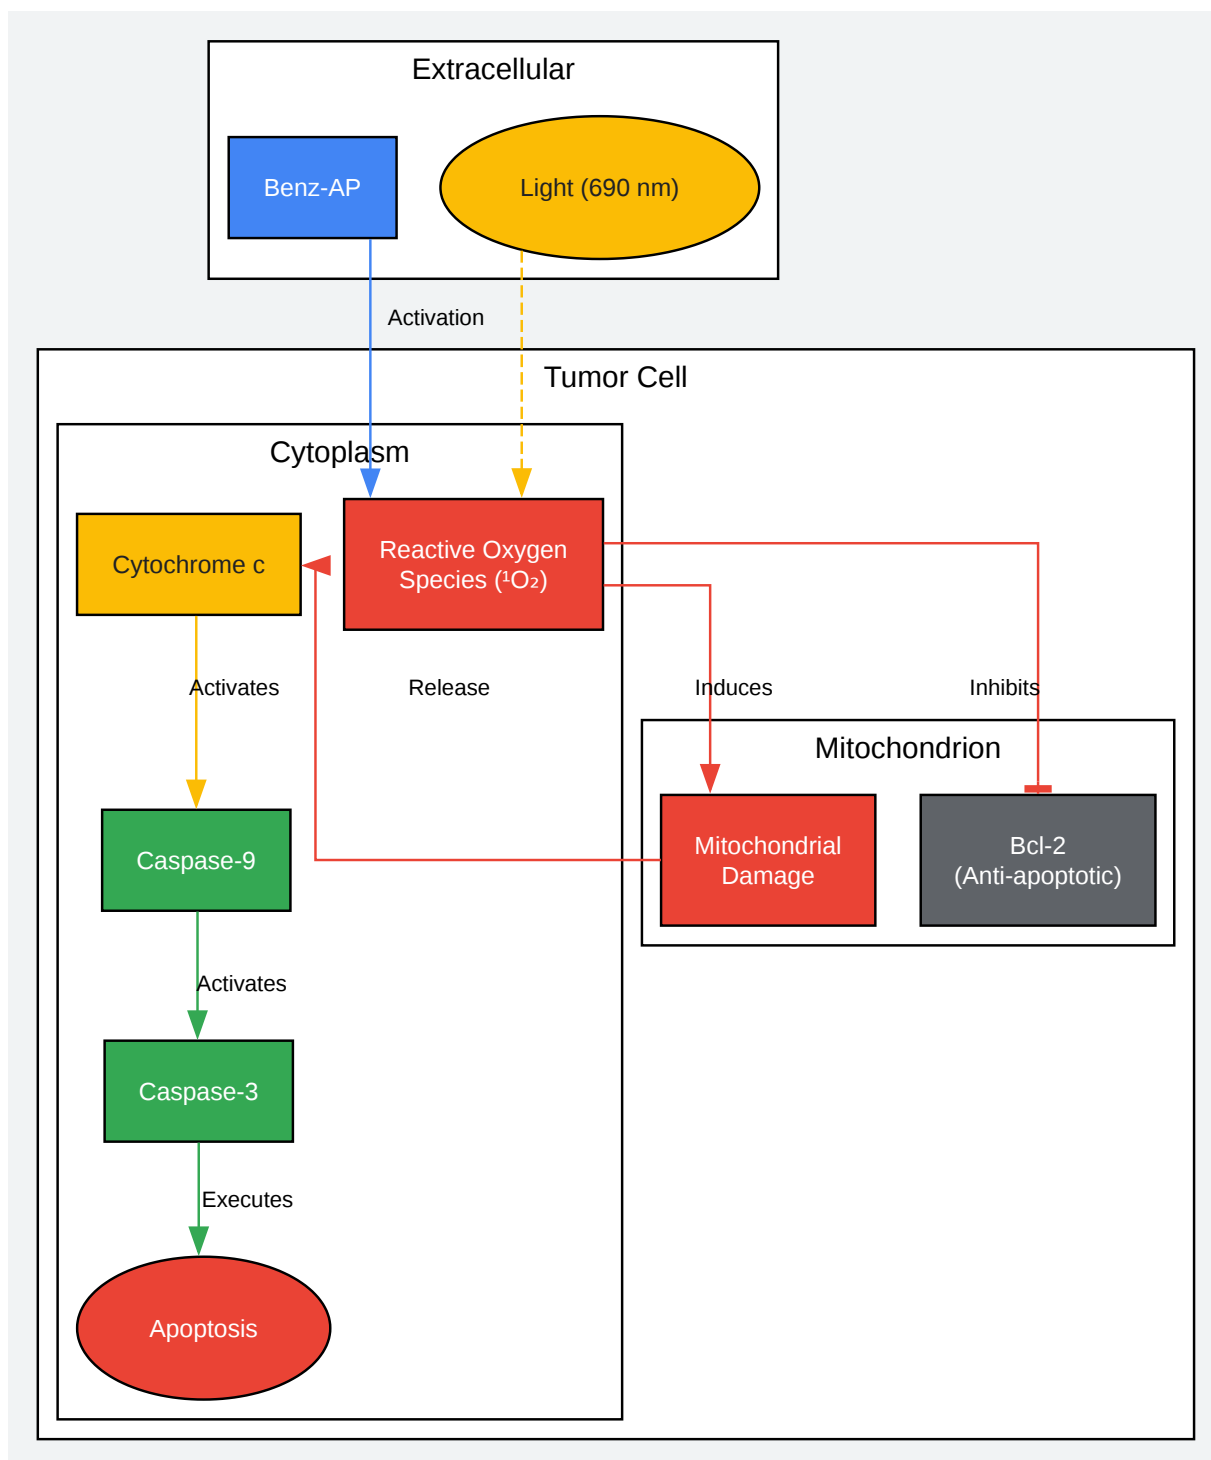 Extracellular
Benz-AP
Light (690 nm)
Activation
Tumor Cell
Cytoplasm
Cytochrome c
Reactive Oxygen
Species (¹O₂)
Activates
Release
Induces
Inhibits
Mitochondrion
Mitochondrial
Damage
Bcl-2
(Anti-apoptotic)
Caspase-9
Activates
Caspase-3
Executes
Apoptosis